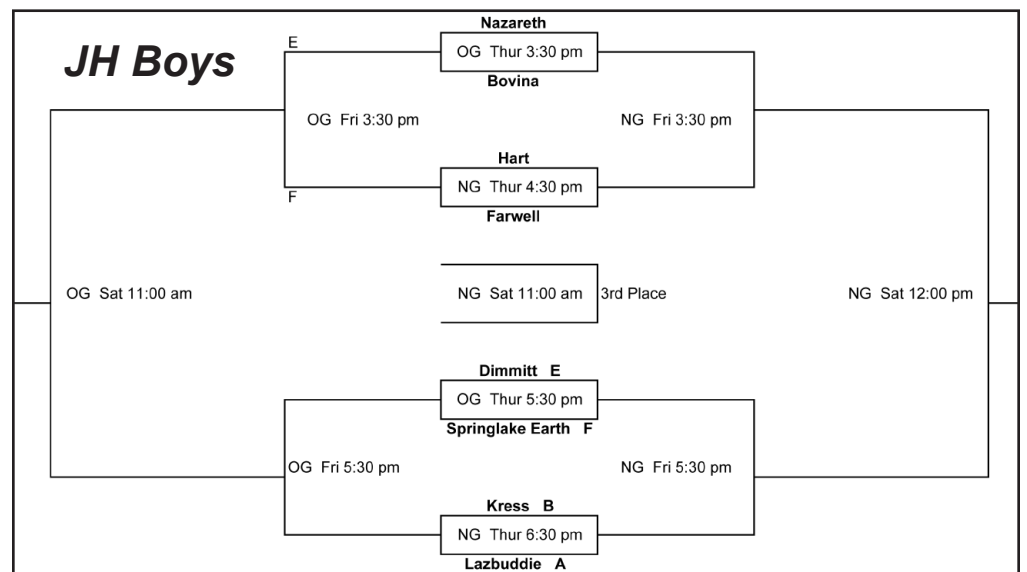 JH Boys
Nazareth
E
OG Thur 3:30 pm
Bovina
OG Fri 3:30 pm
NG Fri 3:30 pm
Hart
F
NG Thur 4:30 pm
Farwell
OG Sat 11:00 am
NG Sat 11:00 am
3rd Place
NG Sat 12:00 pm
Dimmitt E
OG Thur 5:30 pm
Springlake Earth F
OG Fri 5:30 pm
NG Fri 5:30 pm
Kress B
NG Thur 6:30 pm
Lazbuddie A